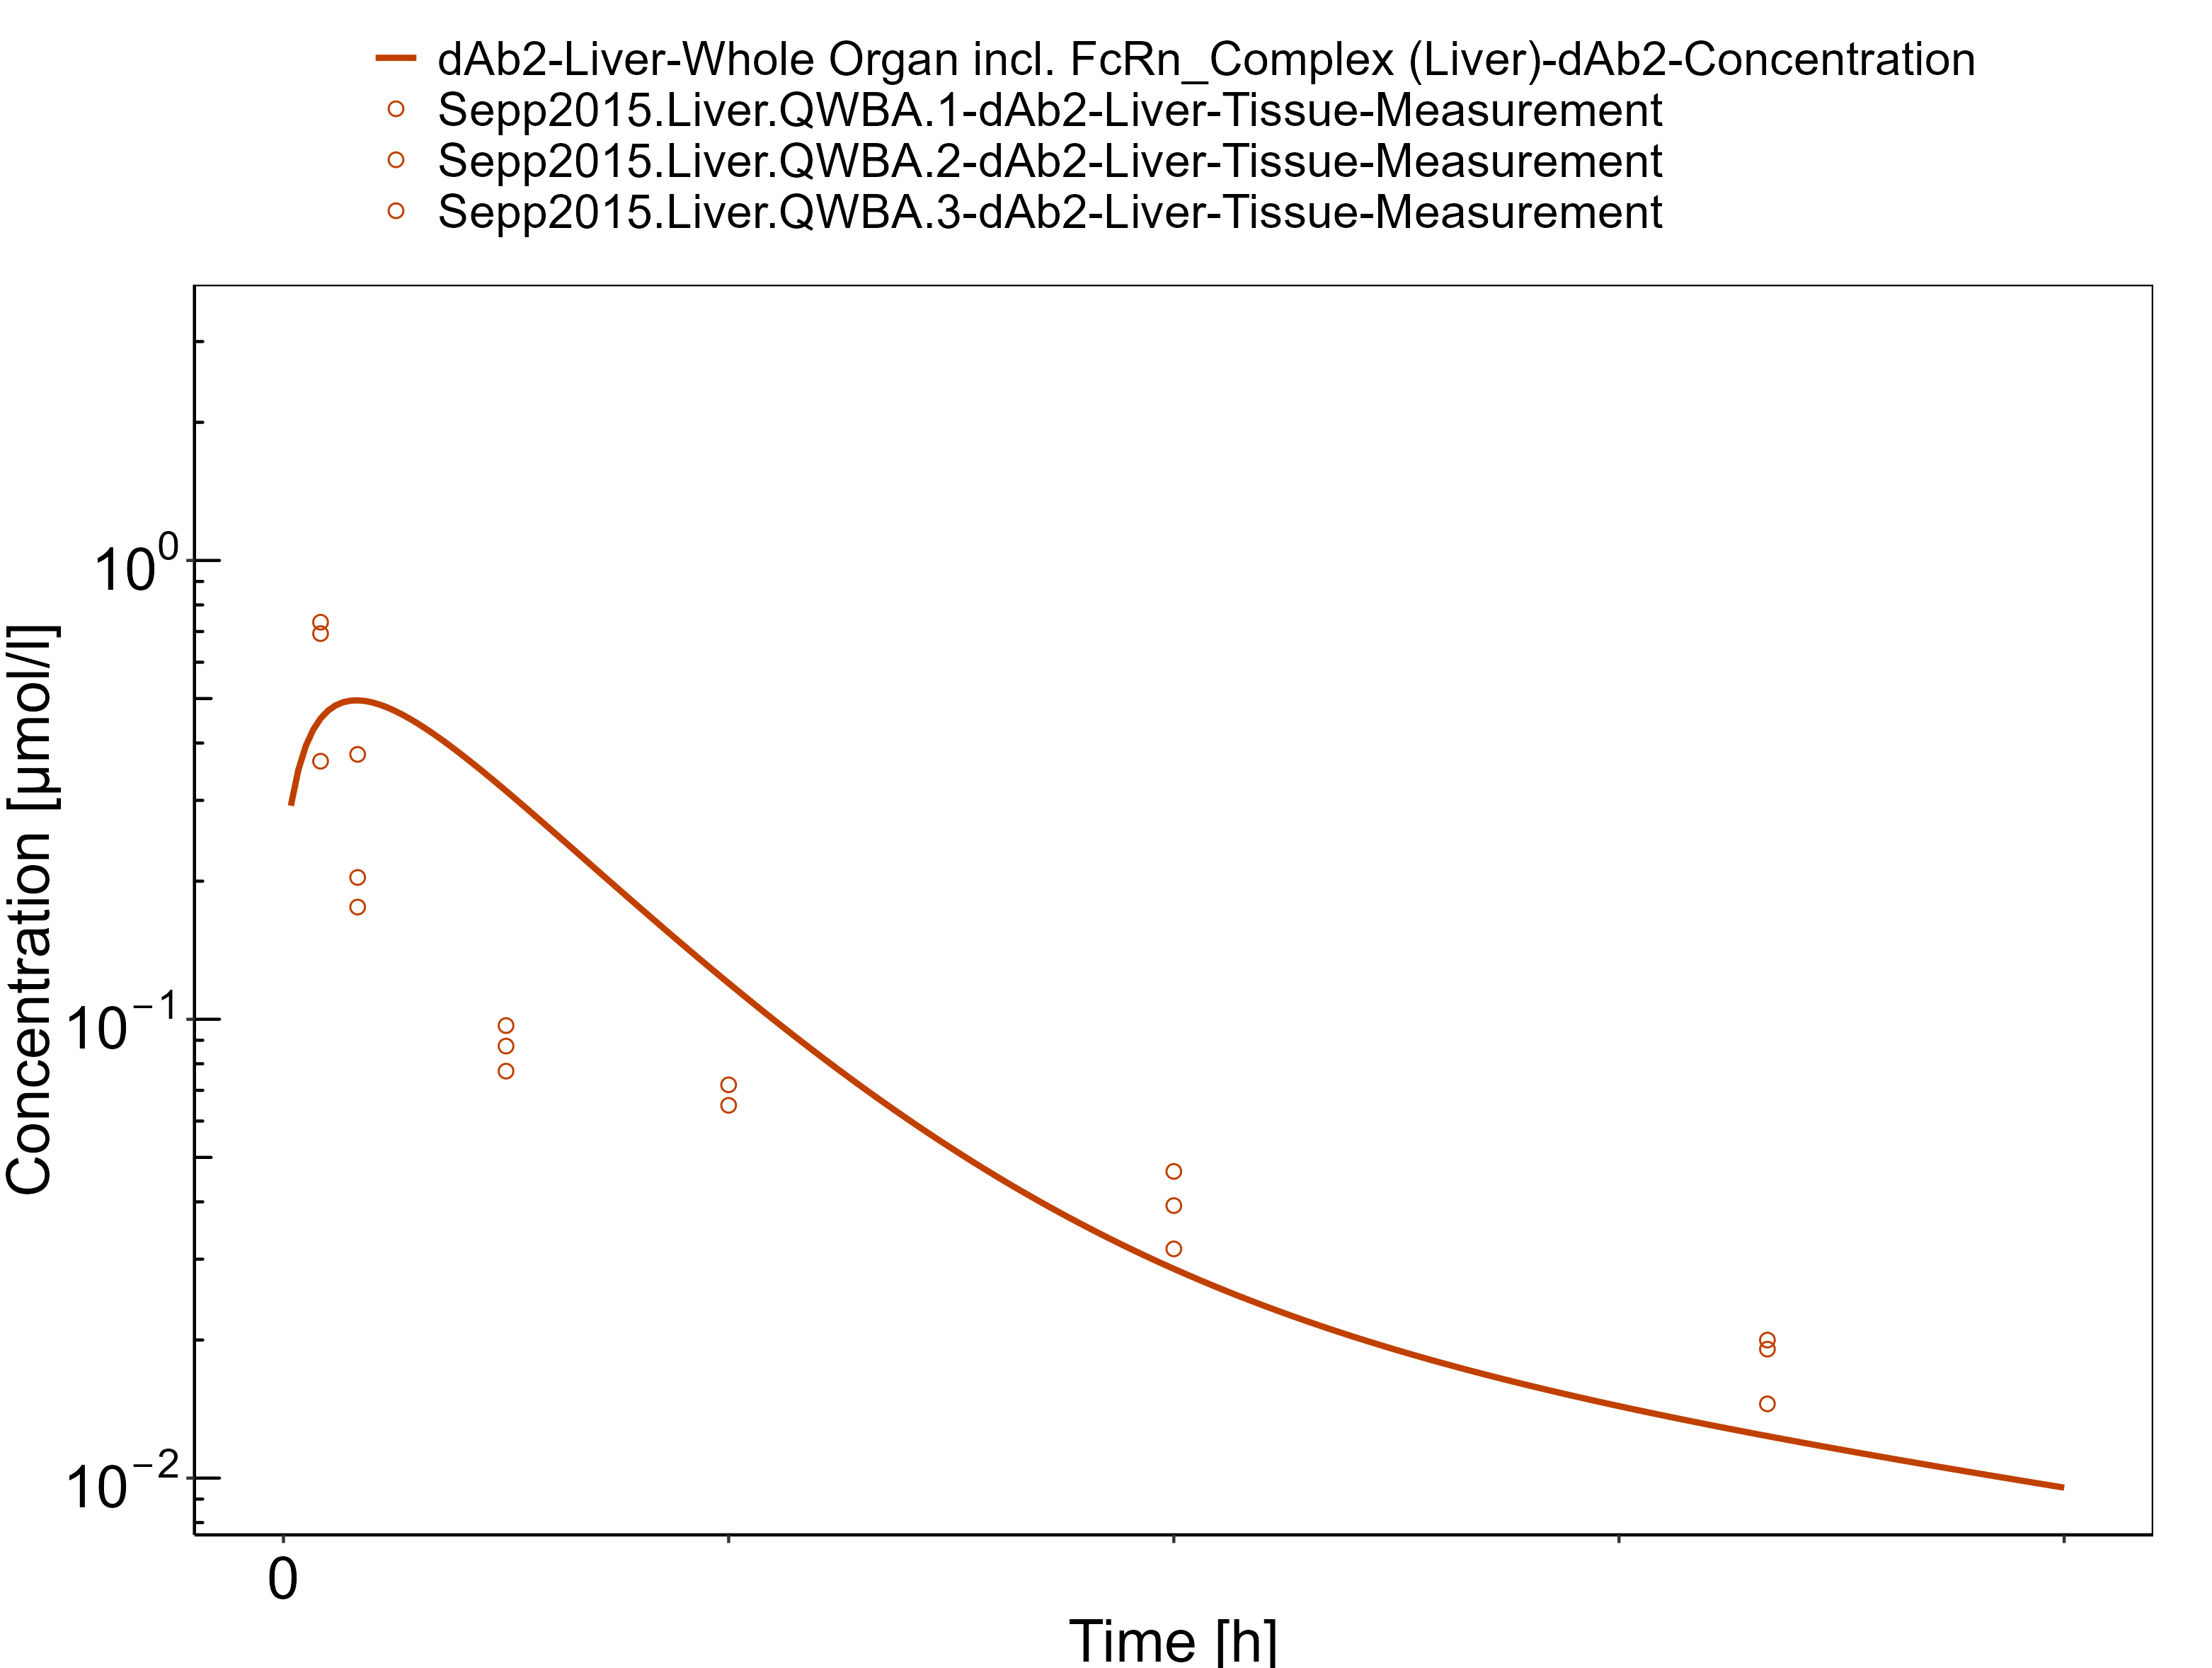 dAb2-Liver-Whole Organ incl. FcRn_Complex (Liver)-dAb2-Concentration
Sepp2015.Liver.QWBA.1-dAb2-Liver-Tissue-Measurement
Sepp2015.Liver.QWBA.2-dAb2-Liver-Tissue-Measurement
Sepp2015.Liver.QWBA.3-dAb2-Liver-Tissue-Measurement
Concentration [µmol/l]
10⁰
10⁻¹
10⁻²
0
Time [h]